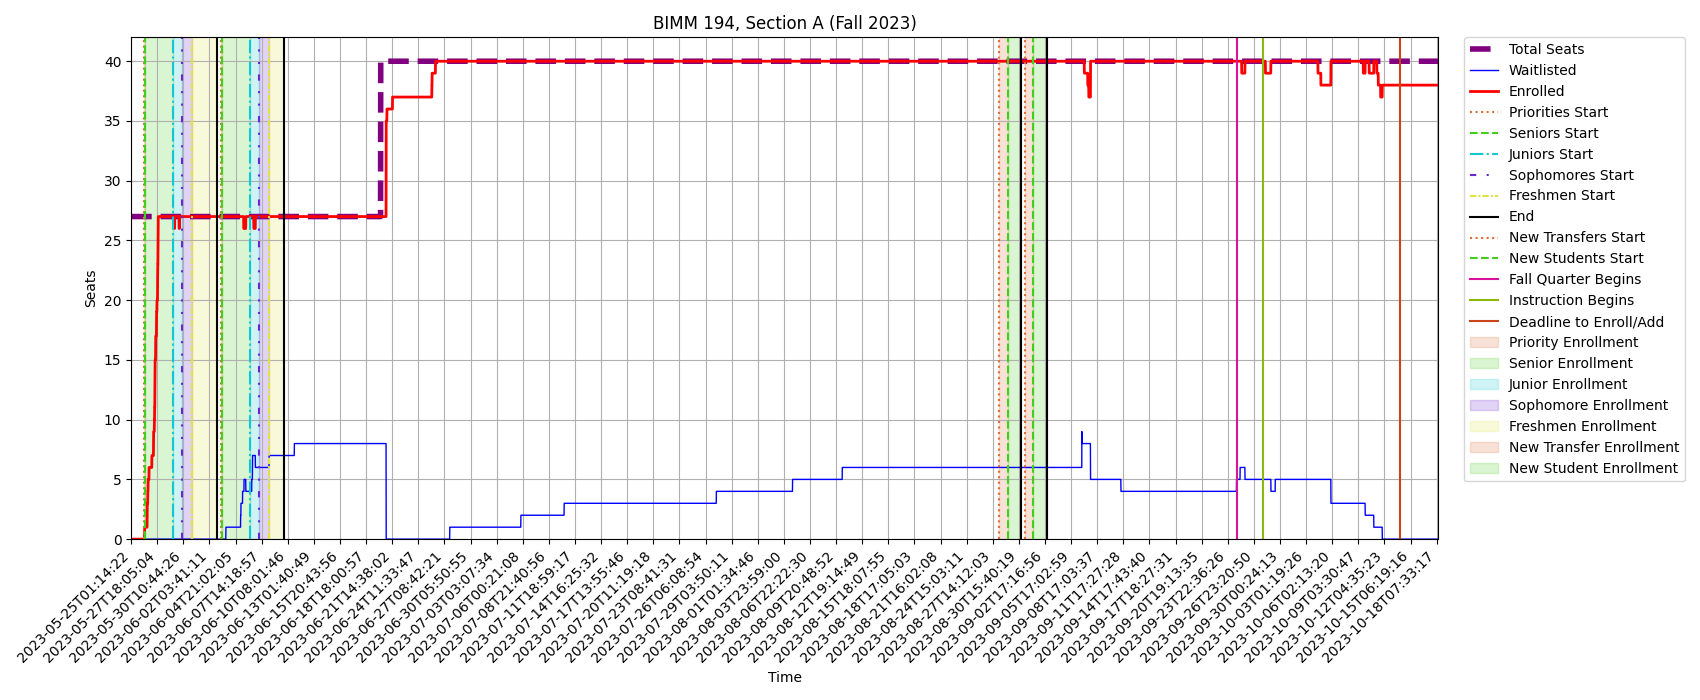 BIMM 194, Section A (Fall 2023)
Seats
40
35
30
25
20
15
10
5
0
2023-05-25T01:14:22
2023-05-27T18:05:04
2023-05-30T10:44:26
2023-06-02T03:41:11
2023-06-04T21:02:05
2023-06-07T14:18:57
2023-06-10T08:01:46
2023-06-13T01:40:49
2023-06-15T20:43:56
2023-06-18T18:00:57
2023-06-21T14:38:02
2023-06-24T11:33:47
2023-06-27T08:42:21
2023-06-30T05:50:55
2023-07-03T03:07:34
2023-07-06T00:21:08
2023-07-08T21:40:56
2023-07-11T18:59:17
2023-07-14T16:25:32
2023-07-17T13:55:46
2023-07-20T11:19:18
2023-07-23T08:41:31
2023-07-26T06:08:54
2023-07-29T03:50:11
2023-08-01T01:34:46
2023-08-03T23:59:00
2023-08-06T22:22:30
2023-08-09T20:48:52
2023-08-12T19:14:49
2023-08-15T18:07:55
2023-08-18T17:05:03
2023-08-21T16:02:08
2023-08-24T15:03:11
2023-08-27T14:12:03
2023-08-30T15:40:19
2023-09-02T17:16:56
2023-09-05T17:02:59
2023-09-08T17:03:37
2023-09-11T17:27:28
2023-09-14T17:43:40
2023-09-17T18:27:31
2023-09-20T19:13:35
2023-09-23T22:36:26
2023-09-26T23:20:50
2023-09-30T00:24:13
2023-10-03T01:19:26
2023-10-06T02:13:20
2023-10-09T03:30:47
2023-10-12T04:35:23
2023-10-15T06:19:16
2023-10-18T07:33:17
Time
Total Seats
Waitlisted
Enrolled
Priorities Start
Seniors Start
Juniors Start
Sophomores Start
Freshmen Start
End
New Transfers Start
New Students Start
Fall Quarter Begins
Instruction Begins
Deadline to Enroll/Add
Priority Enrollment
Senior Enrollment
Junior Enrollment
Sophomore Enrollment
Freshmen Enrollment
New Transfer Enrollment
New Student Enrollment